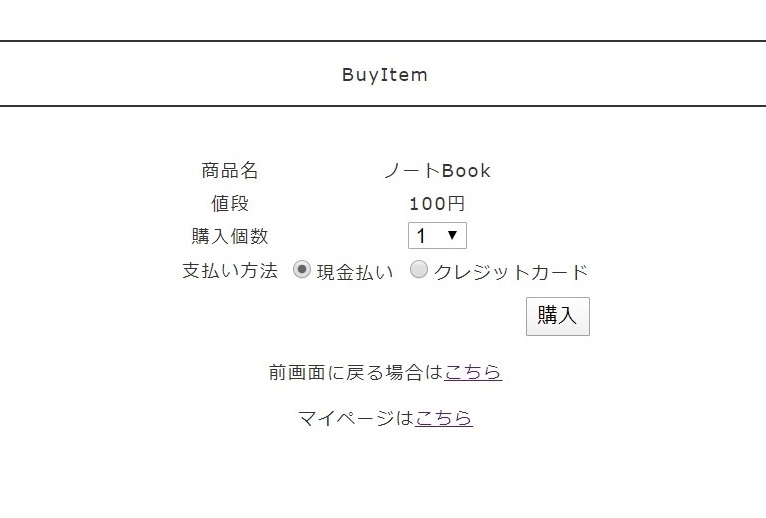 BuyItem
商品名 ノートBook
値段 100円
購入個数 1
支払い方法 現金払い クレジットカード
購入
前画面に戻る場合はこちら
マイページはこちら